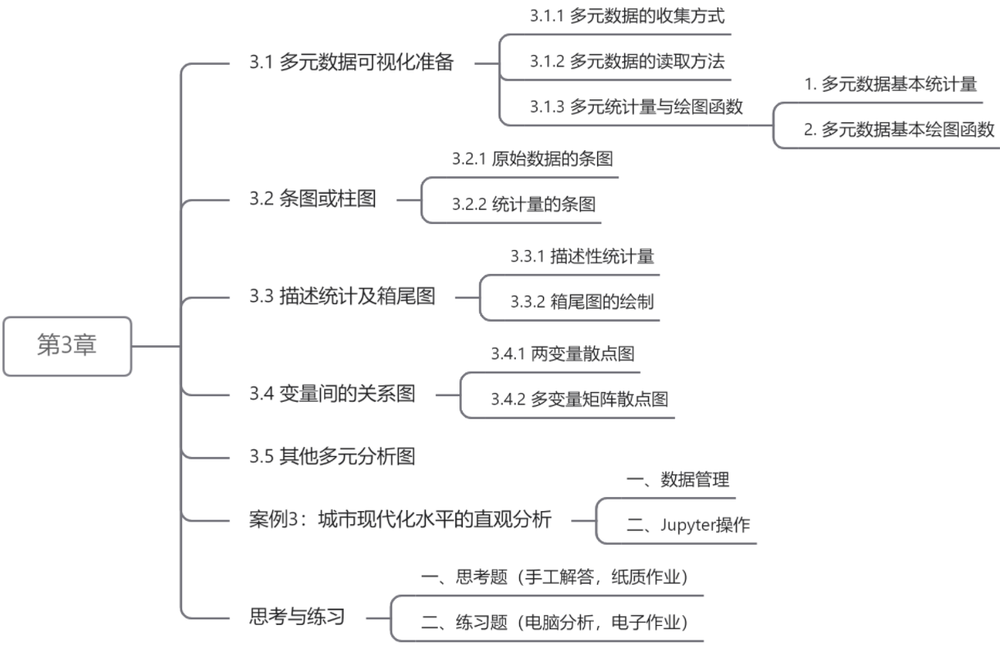 第3章
3.1 多元数据可视化准备
3.1.1 多元数据的收集方式
3.1.2 多元数据的读取方法
3.1.3 多元统计量与绘图函数
1. 多元数据基本统计量
2. 多元数据基本绘图函数
3.2 条图或柱图
3.2.1 原始数据的条图
3.2.2 统计量的条图
3.3 描述统计及箱尾图
3.3.1 描述性统计量
3.3.2 箱尾图的绘制
3.4 变量间的关系图
3.4.1 两变量散点图
3.4.2 多变量矩阵散点图
3.5 其他多元分析图
案例3：城市现代化水平的直观分析
一、数据管理
二、Jupyter操作
思考与练习
一、思考题（手工解答，纸质作业）
二、练习题（电脑分析，电子作业）